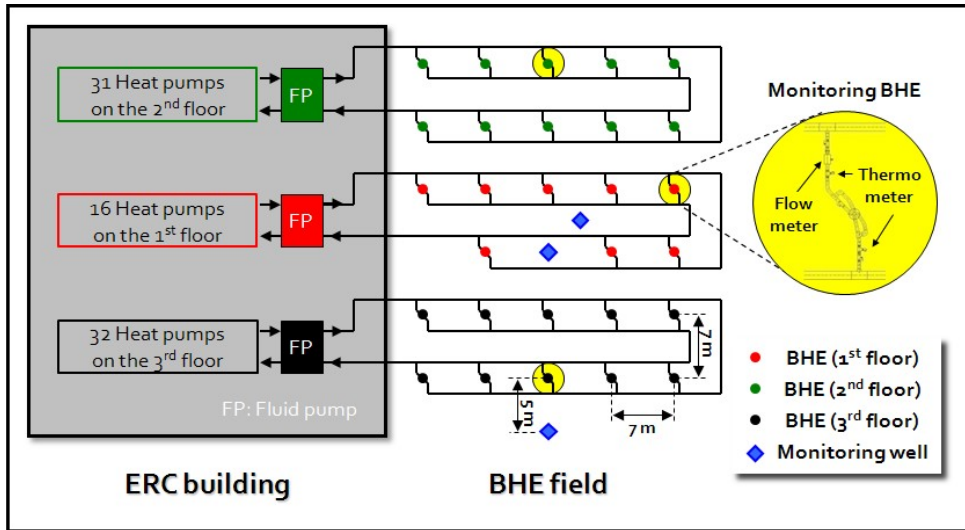 31 Heat pumps
on the 2nd floor
FP
16 Heat pumps
on the 1st floor
FP
32 Heat pumps
on the 3rd floor
FP
FP: Fluid pump
7 m
5 m
7 m
Monitoring BHE
Flow
meter
Thermo
meter
BHE (1st floor)
BHE (2nd floor)
BHE (3rd floor)
Monitoring well
ERC building
BHE field